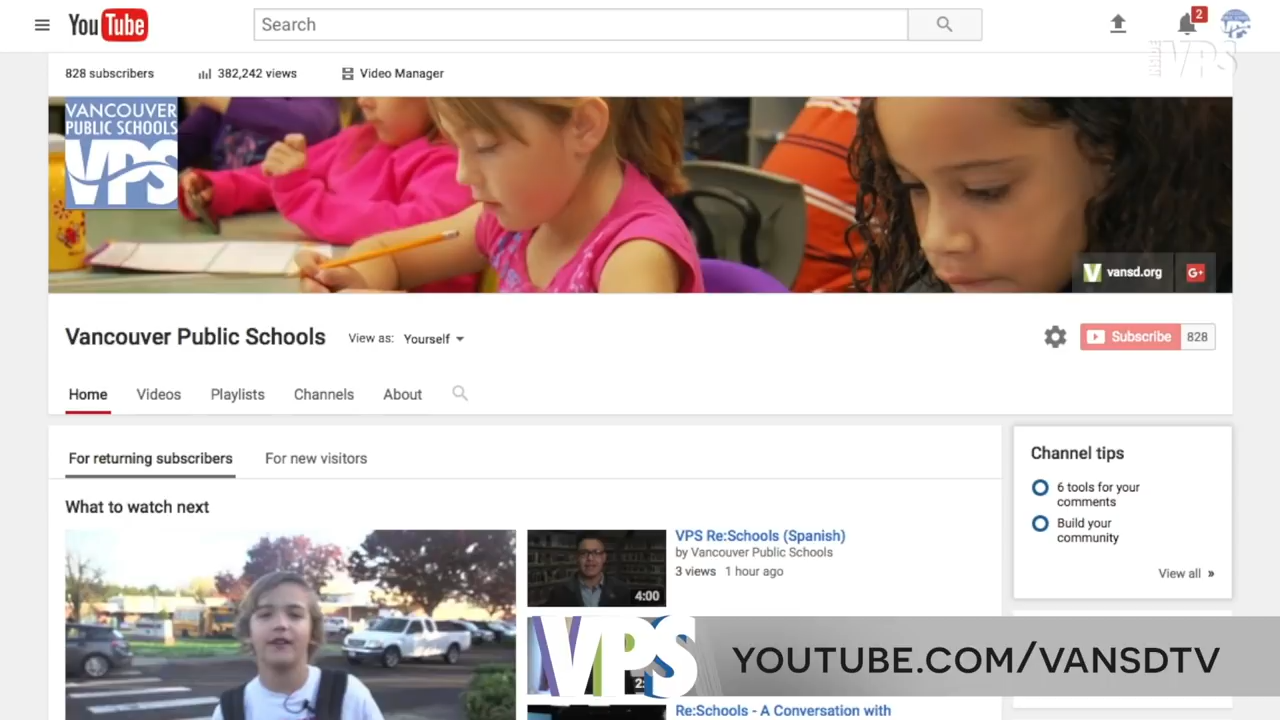 YouTube
Search
2
INSIDE VPS
828 subscribers
382,242 views
Video Manager
VANCOUVER
PUBLIC SCHOOLS
VPS
V vansd.org
G+
Vancouver Public Schools
View as: Yourself
Subscribe 828
Home
Videos
Playlists
Channels
About
For returning subscribers
For new visitors
What to watch next
VPS Re:Schools (Spanish)
by Vancouver Public Schools
3 views 1 hour ago
4:00
Re:Schools - A Conversation with
Channel tips
6 tools for your
comments
Build your
community
View all »
VPS
YOUTUBE.COM/VANSDTV